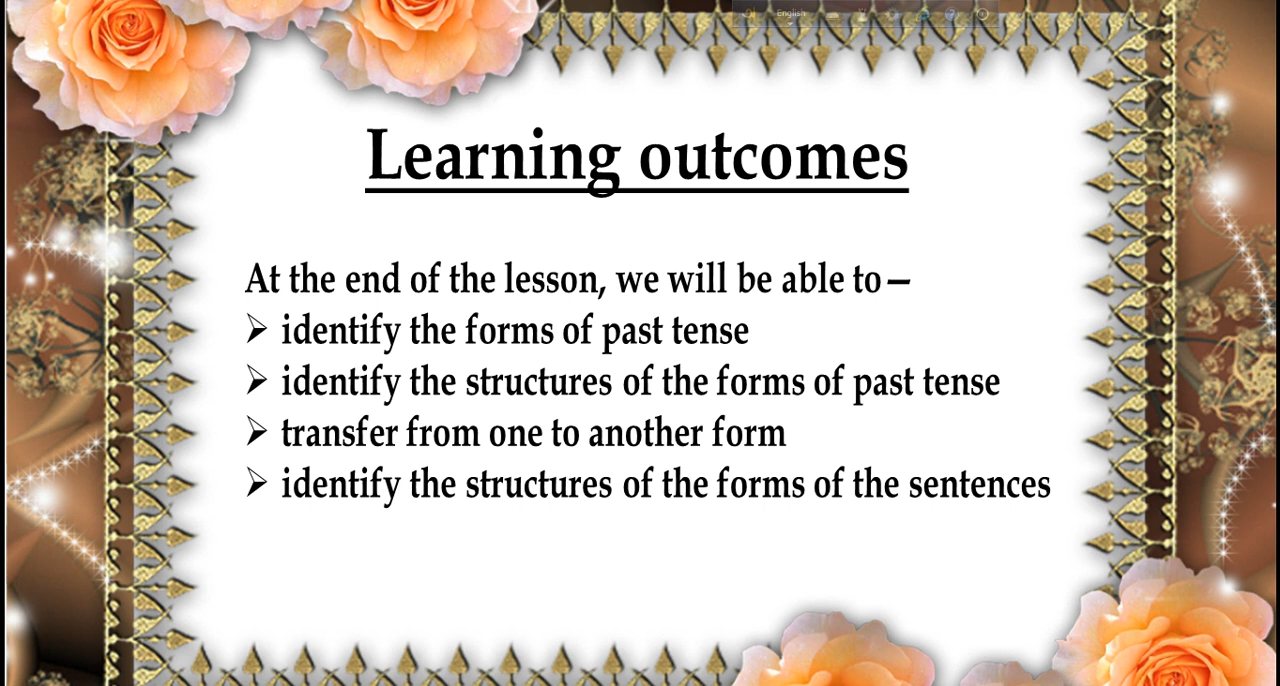 English
Learning outcomes
At the end of the lesson, we will be able to–
➢ identify the forms of past tense
➢ identify the structures of the forms of past tense
➢ transfer from one to another form
➢ identify the structures of the forms of the sentences